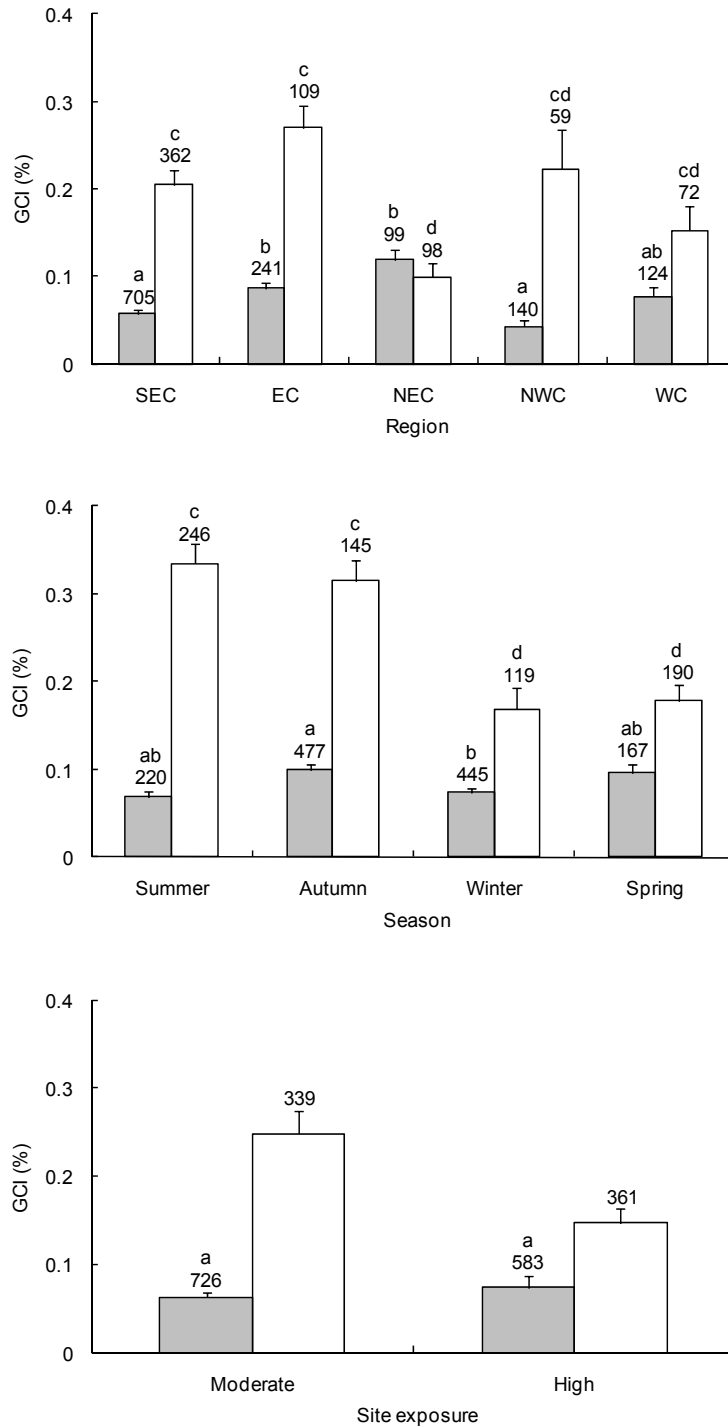 0.4
c
c
109
cd
362
59
0.3
cd
b
d
72
GCI (%)
0.2
99
98
b
ab
a
241
a
124
705
140
0.1
0
SEC EC NEC NWC WC
Region
0.4
c
c
246
145
0.3
d
d
119
190
GCI (%)
0.2
a
ab
ab
477
b
167
220
445
0.1
0
Summer Autumn Winter Spring
Season
0.4
339
0.3
361
GCI (%)
0.2
a
a
583
726
0.1
0
Moderate High
Site exposure